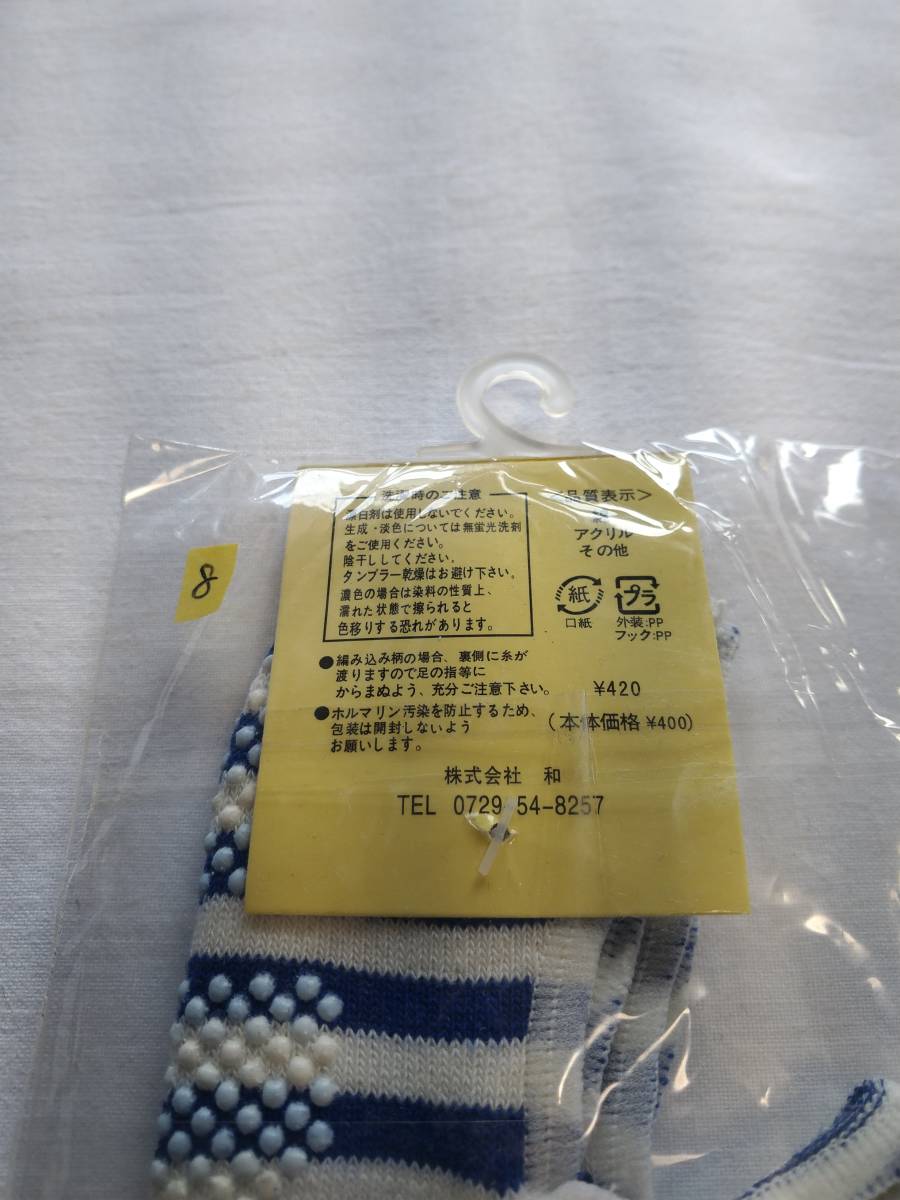 洗濯時のご注意
漂白剤は使用しないでください。
生成・淡色については無蛍光洗剤
をご使用ください。
陰干ししてください。
タンブラー乾燥はお避け下さい。
濃色の場合は染料の性質上、
濡れた状態で擦られると
色移りする恐れがあります。
●編み込み柄の場合、裏側に糸が
渡りますので足の指等に
からまぬよう、充分ご注意下さい。
●ホルマリン汚染を防止するため、
包装は開封しないよう
お願いします。
<品質表示>
アクリル
その他
紙
口紙
プラ
外装:PP
フック:PP
¥420
(本体価格 ¥400)
株式会社 和
TEL 0729-54-8257
8